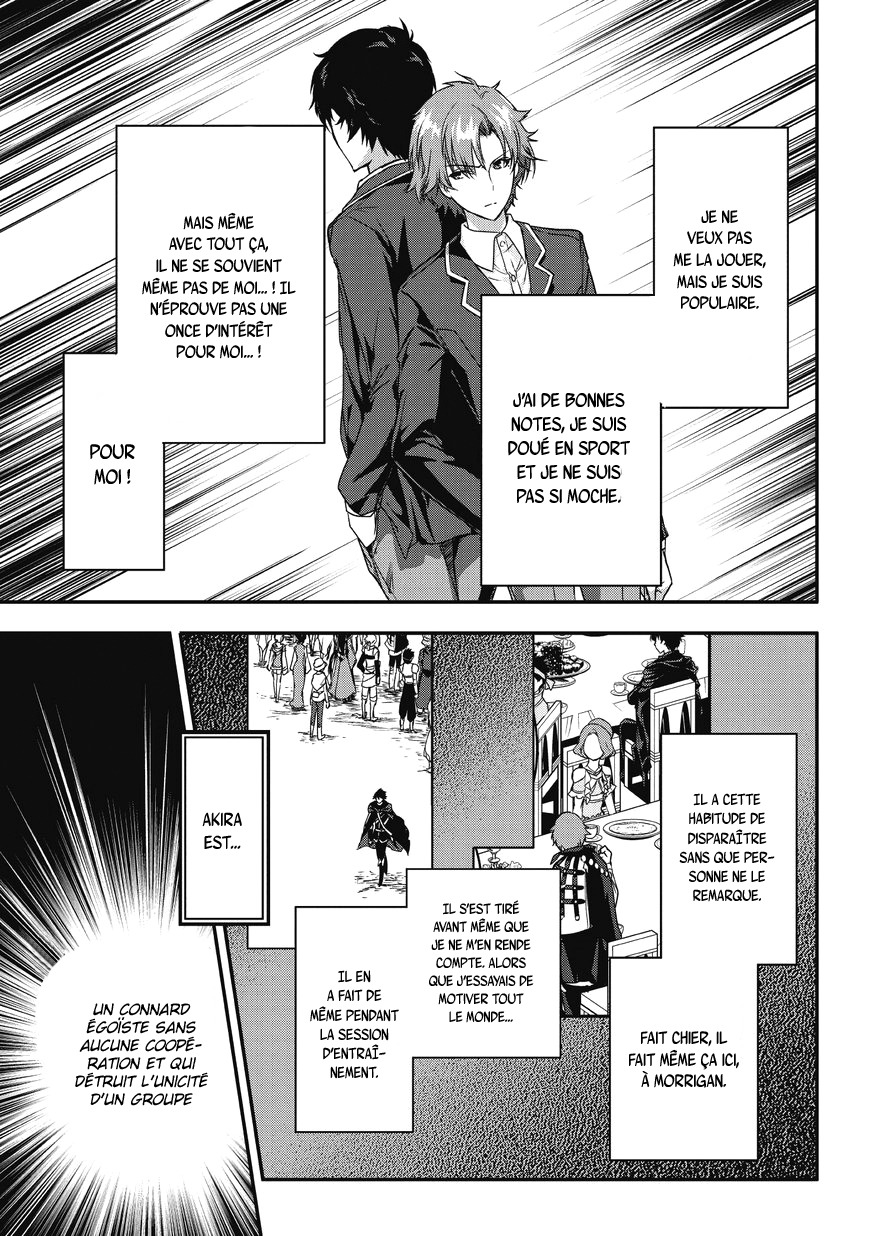 JE NE
VEUX PAS
ME LA JOUER,
MAIS JE SUIS
POPULAIRE.
J'AI DE BONNES
NOTES, JE SUIS
DOUÉ EN SPORT
ET JE NE SUIS
PAS SI MOCHE.
MAIS MÊME
AVEC TOUT ÇA,
IL NE SE SOUVIENT
MÊME PAS DE MOI... ! IL
N'ÉPROUVE PAS UNE
ONCE D'INTÉRÊT
POUR MOI... !
POUR
MOI !
IL A CETTE
HABITUDE DE
DISPARAÎTRE
SANS QUE PER-
SONNE NE LE
REMARQUE.
FAIT CHIER, IL
FAIT MÊME ÇA ICI,
À MORRIGAN.
IL S'EST TIRÉ
AVANT MÊME QUE
JE NE M'EN RENDE
COMPTE. ALORS
QUE J'ESSAYAIS DE
MOTIVER TOUT
LE MONDE...
IL EN
A FAIT DE
MÊME PENDANT
LA SESSION
D'ENTRAÎ-
NEMENT.
AKIRA
EST...
UN CONNARD
ÉGOÏSTE SANS
AUCUNE COOPÉ-
RATION ET QUI
DÉTRUIT L'UNICITÉ
D'UN GROUPE